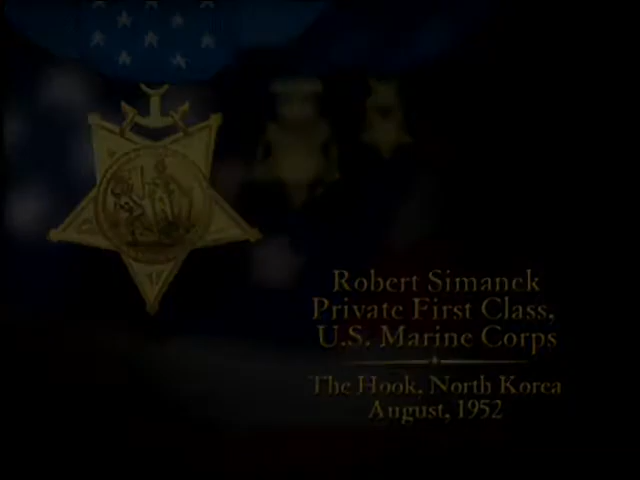 Robert Simanek
Private First Class,
U.S. Marine Corps
The Hook, North Korea
August, 1952